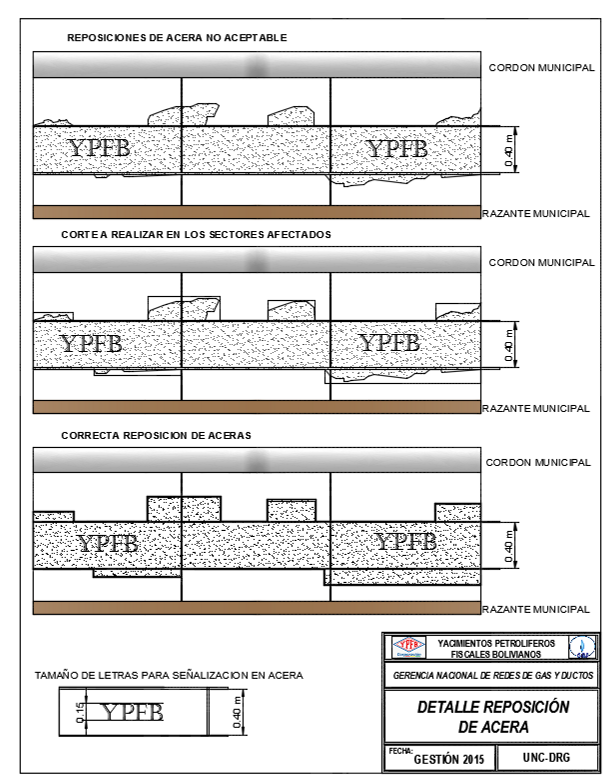 REPOSICIONES DE ACERA NO ACEPTABLE
CORDON MUNICIPAL
YPFB
YPFB
0.40 m
RAZANTE MUNICIPAL
CORTE A REALIZAR EN LOS SECTORES AFECTADOS
CORDON MUNICIPAL
YPFB
YPFB
0.40 m
RAZANTE MUNICIPAL
CORRECTA REPOSICION DE ACERAS
CORDON MUNICIPAL
YPFB
YPFB
0.40 m
RAZANTE MUNICIPAL
TAMAÑO DE LETRAS PARA SEÑALIZACION EN ACERA
0.15
YPFB
0.40 m
YPFB
YACIMIENTOS PETROLIFEROS
FISCALES BOLIVIANOS
GERENCIA NACIONAL DE REDES DE GAS Y DUCTOS
DETALLE REPOSICIÓN
DE ACERA
FECHA:
GESTIÓN 2015
UNC-DRG